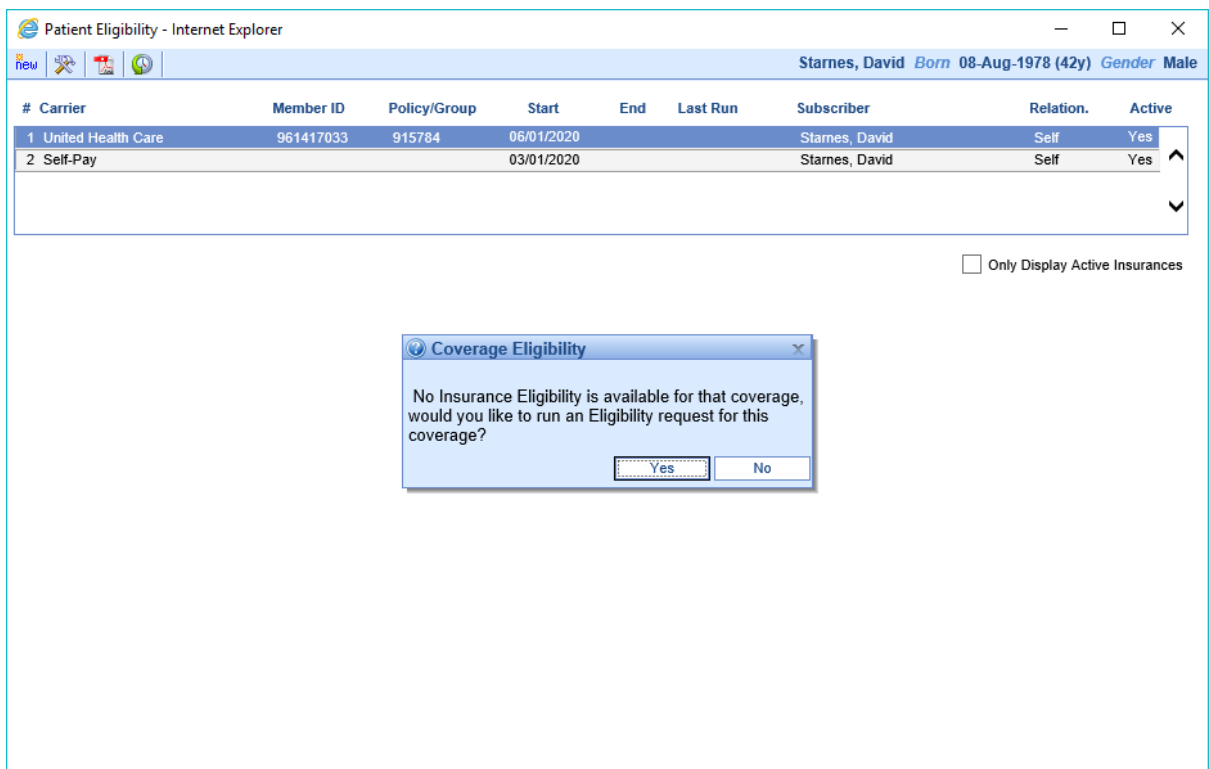 Patient Eligibility - Internet Explorer
new Starnes, David Born 08-Aug-1978 (42y) Gender Male
# Carrier Member ID Policy/Group Start End Last Run Subscriber Relation. Active
1 United Health Care 961417033 915784 06/01/2020 Starnes, David Self Yes
2 Self-Pay 03/01/2020 Starnes, David Self Yes
Only Display Active Insurances
Coverage Eligibility
No Insurance Eligibility is available for that coverage,
would you like to run an Eligibility request for this
coverage?
Yes No